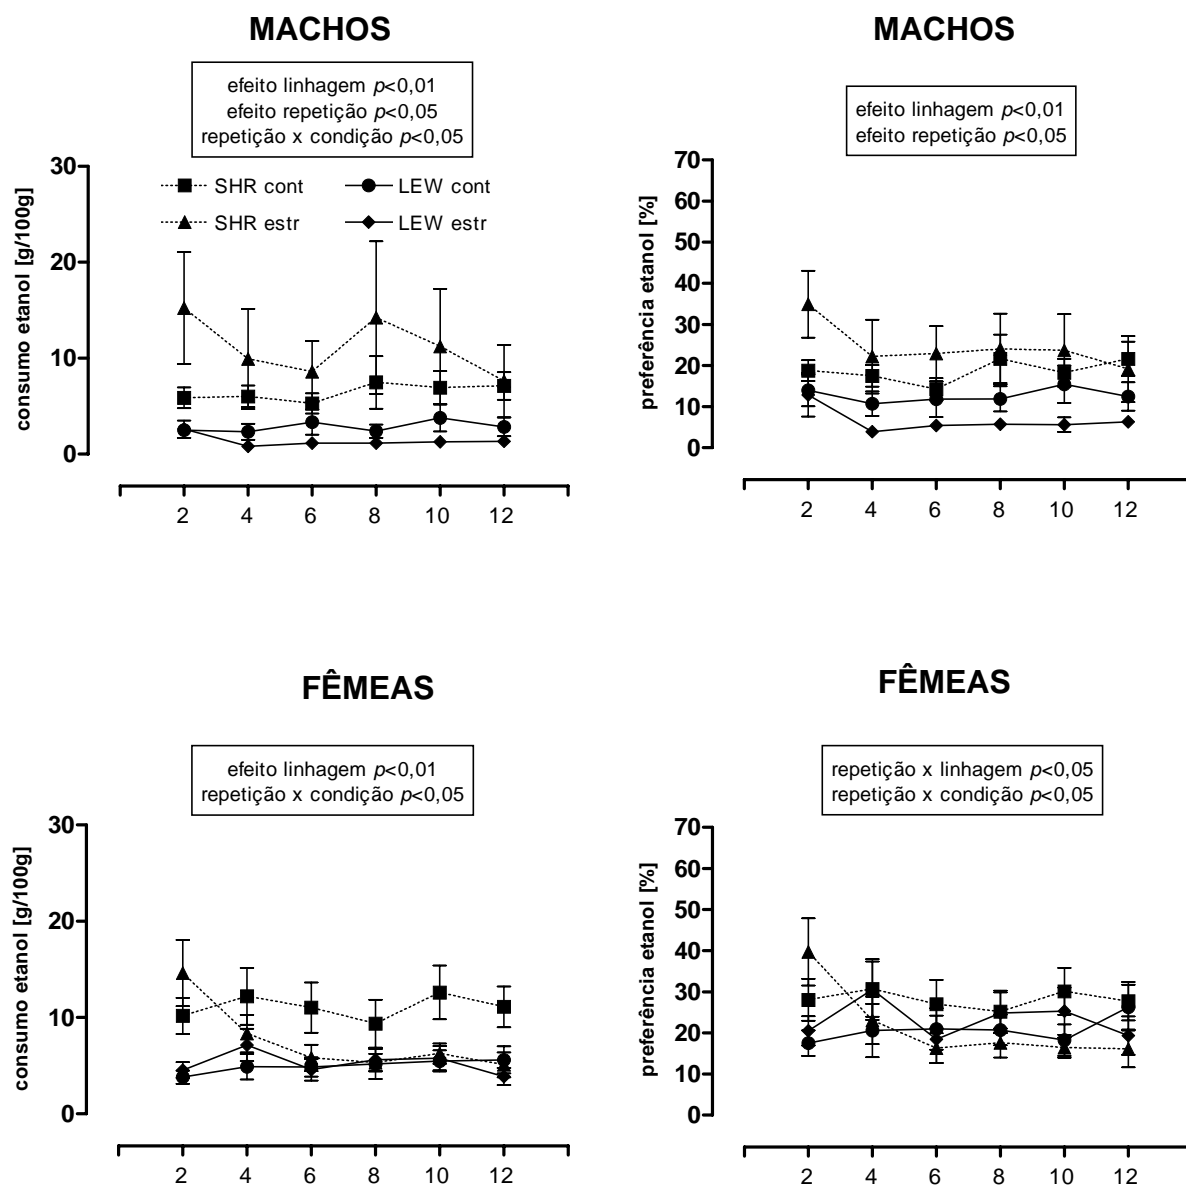 MACHOS
efeito linhagem p<0,01
efeito repetição p<0,05
repetição x condição p<0,05
consumo etanol [g/100g]
30
20
10
0
SHR cont
LEW cont
SHR estr
LEW estr
2 4 6 8 10 12
MACHOS
efeito linhagem p<0,01
efeito repetição p<0,05
preferência etanol [%]
70
60
50
40
30
20
10
0
2 4 6 8 10 12
FÊMEAS
efeito linhagem p<0,01
repetição x condição p<0,05
consumo etanol [g/100g]
30
20
10
0
2 4 6 8 10 12
FÊMEAS
repetição x linhagem p<0,05
repetição x condição p<0,05
preferência etanol [%]
70
60
50
40
30
20
10
0
2 4 6 8 10 12